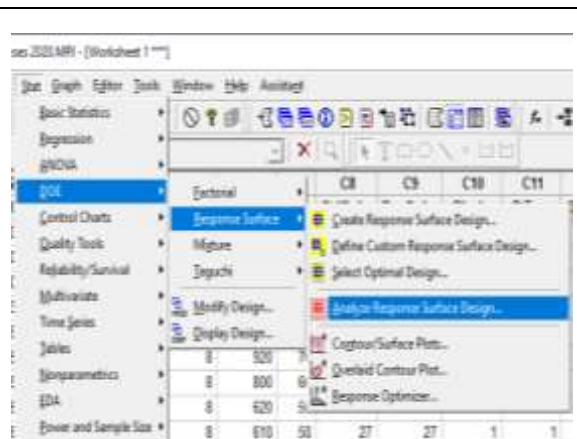 ses 2020.MPJ - [Worksheet 1 ***]
Stat Graph Editor Tools Window Help Assistant
Basic Statistics
Regression
ANOVA
DOE
Control Charts
Quality Tools
Reliability/Survival
Multivariate
Time Series
Tables
Nonparametrics
EDA
Power and Sample Size
Factorial
Response Surface
Mixture
Taguchi
Modify Design...
Display Design...
Create Response Surface Design...
Define Custom Response Surface Design...
Select Optimal Design...
Analyze Response Surface Design...
Contour/Surface Plots...
Overlaid Contour Plot...
Response Optimizer...
C8 C9 C10 C11
8 920
8 800
8 620
8 610 50 27 27 1 1